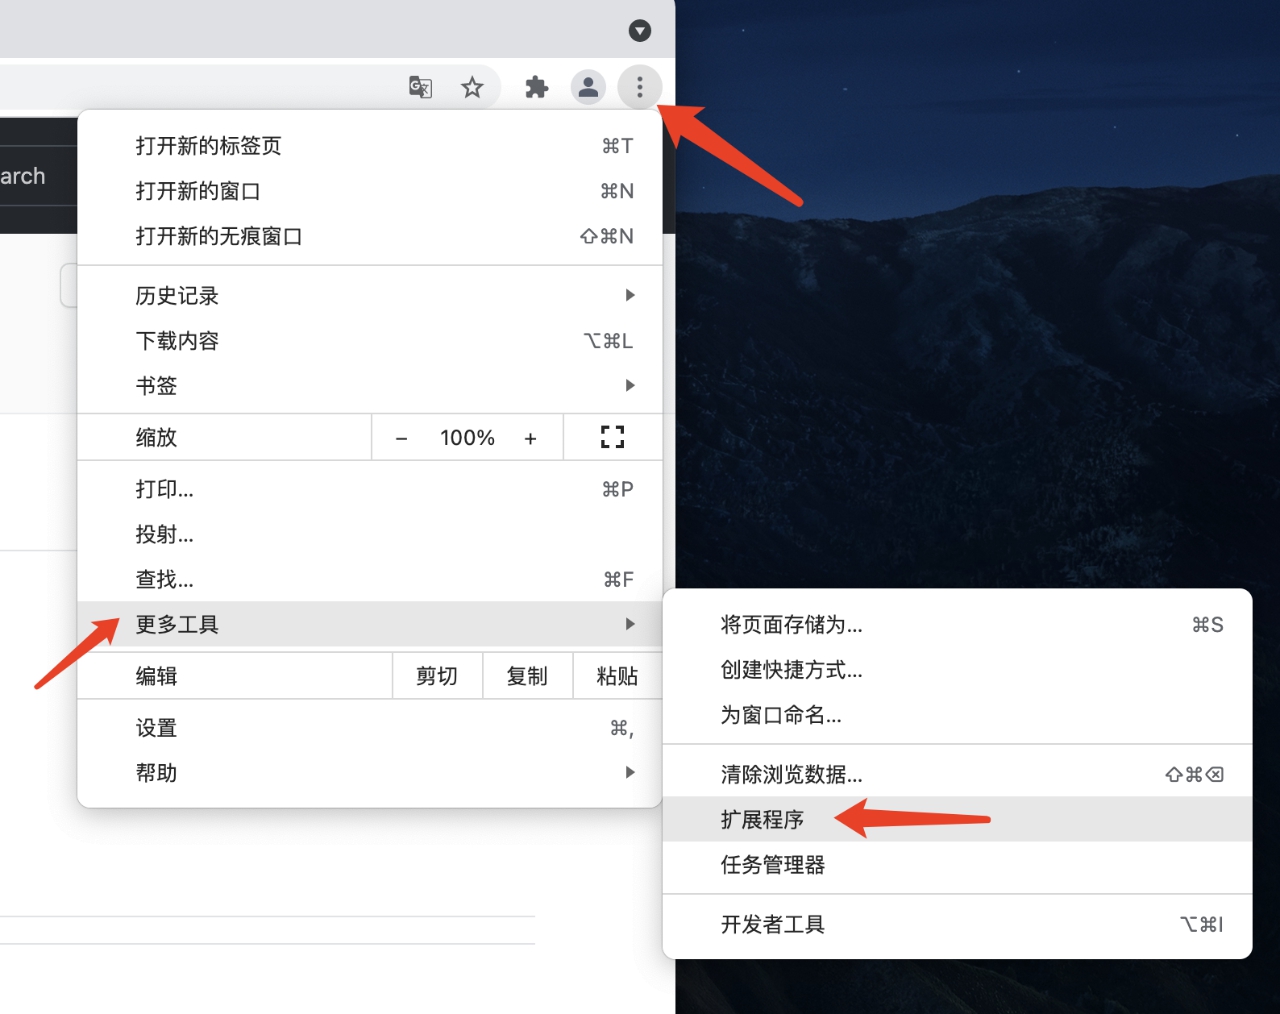 arch
打开新的标签页 ⌘T
打开新的窗口 ⌘N
打开新的无痕窗口 ⇧⌘N
历史记录
下载内容 ⌥⌘L
书签
缩放 − 100% +
打印... ⌘P
投射...
查找... ⌘F
更多工具
编辑 剪切 复制 粘贴
设置 ⌘,
帮助
将页面存储为... ⌘S
创建快捷方式...
为窗口命名...
清除浏览数据... ⇧⌘⌫
扩展程序
任务管理器
开发者工具 ⌥⌘I